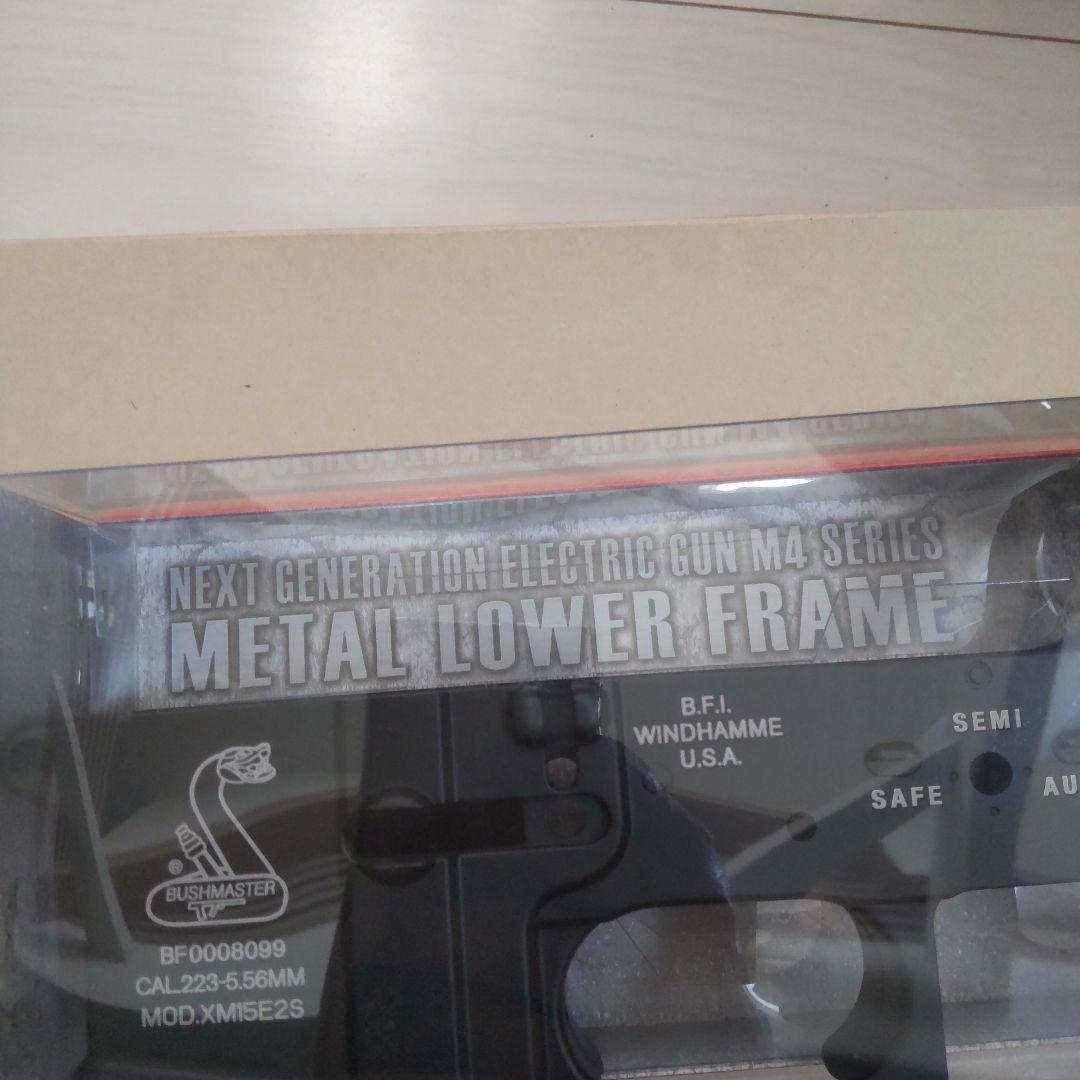 NEXT GENERATION ELECTRIC GUN M4 SERIES
METAL LOWER FRAME
B.F.I.
WINDHAMME
U.S.A.
SEMI
SAFE
AU
®
BUSHMASTER
BF0008099
CAL.223-5.56MM
MOD.XM15E2S